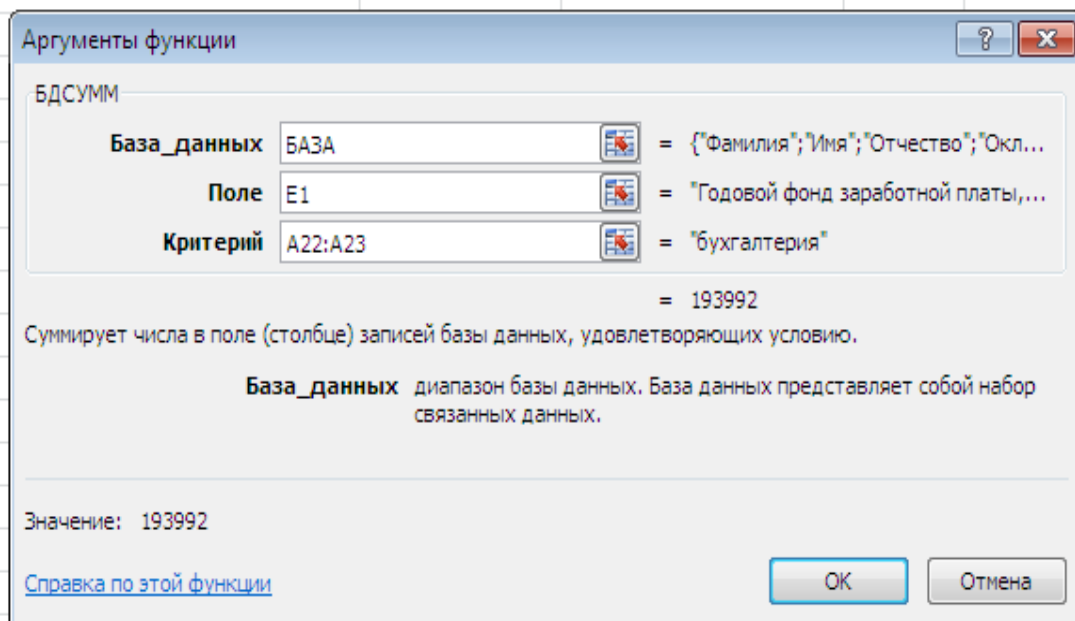 Аргументы функции
БДСУММ
База_данных БАЗА = {"Фамилия";"Имя";"Отчество";"Окл...
Поле E1 = "Годовой фонд заработной платы,...
Критерий A22:A23 = "бухгалтерия"
= 193992
Суммирует числа в поле (столбце) записей базы данных, удовлетворяющих условию.
База_данных диапазон базы данных. База данных представляет собой набор
связанных данных.
Значение: 193992
Справка по этой функции OK Отмена